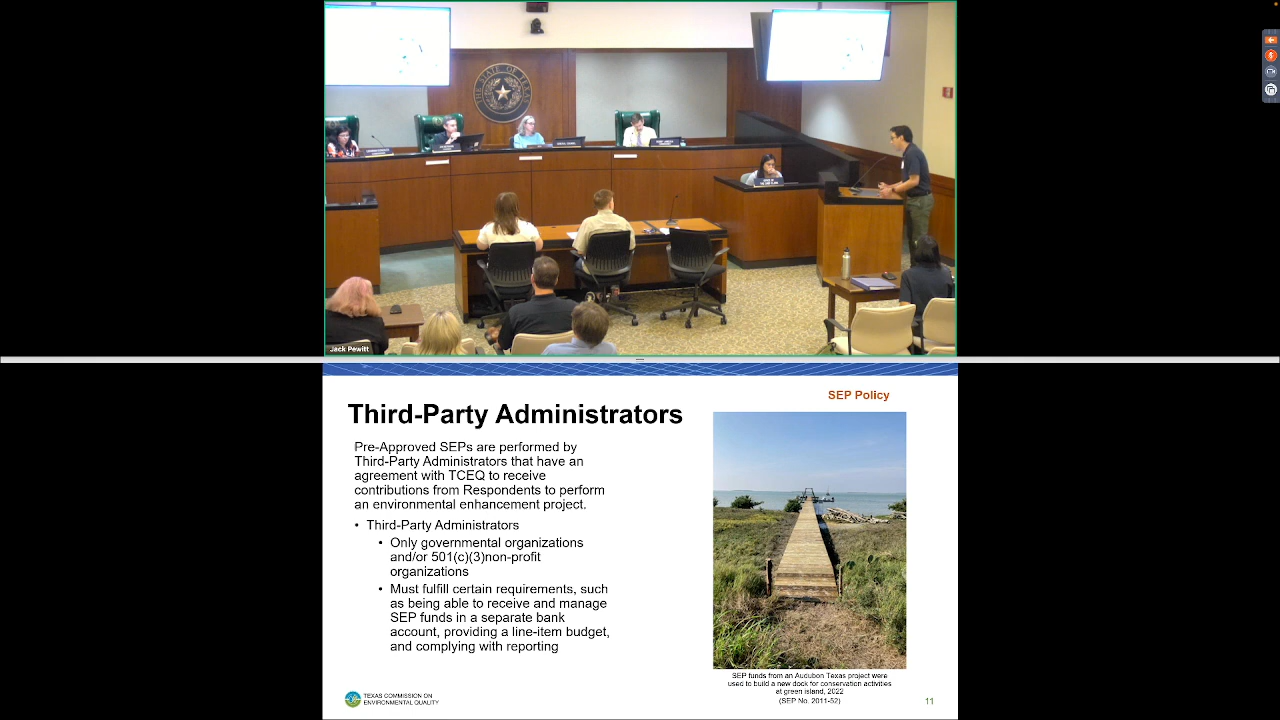 THE STATE OF TEXAS
Jack Pewitt
SEP Policy
Third-Party Administrators
Pre-Approved SEPs are performed by
Third-Party Administrators that have an
agreement with TCEQ to receive
contributions from Respondents to perform
an environmental enhancement project.
• Third-Party Administrators
• Only governmental organizations
and/or 501(c)(3)non-profit
organizations
• Must fulfill certain requirements, such
as being able to receive and manage
SEP funds in a separate bank
account, providing a line-item budget,
and complying with reporting
SEP funds from an Audubon Texas project were
used to build a new dock for conservation activities
at green island, 2022
(SEP No. 2011-52)
TEXAS COMMISSION ON
ENVIRONMENTAL QUALITY
11